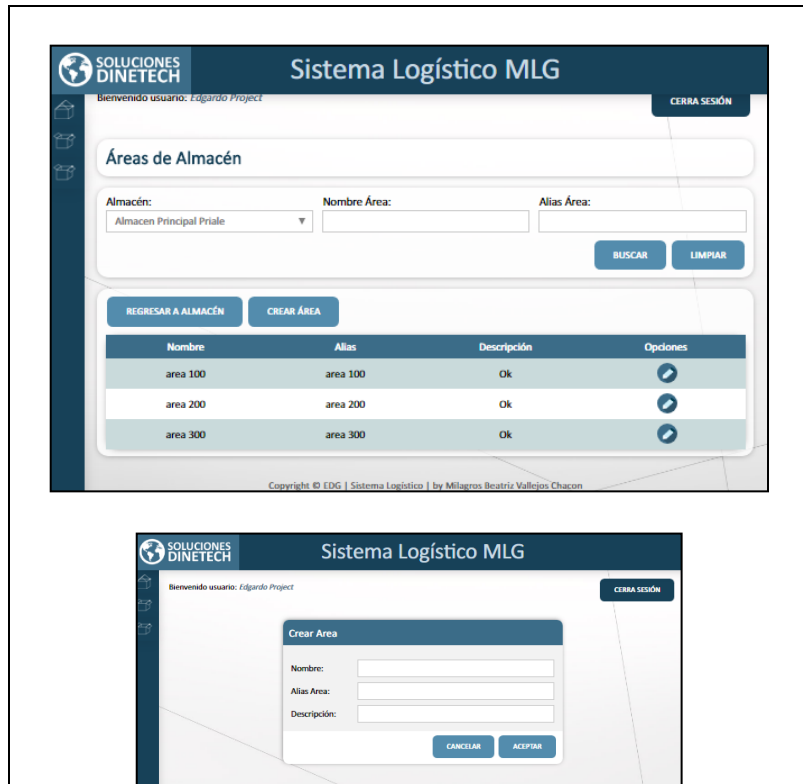 SOLUCIONES
DINETECH
Sistema Logístico MLG
Bienvenido usuario: Edgardo Project
CERRA SESIÓN
Áreas de Almacén
Almacén:
Nombre Área:
Alias Área:
Almacen Principal Priale
BUSCAR
LIMPIAR
REGRESAR A ALMACÉN
CREAR ÁREA
Nombre Alias Descripción Opciones
area 100 area 100 Ok
area 200 area 200 Ok
area 300 area 300 Ok
Copyright © EDG | Sistema Logístico | by Milagros Beatriz Vallejos Chacon
SOLUCIONES
DINETECH
Sistema Logístico MLG
Bienvenido usuario: Edgardo Project
CERRA SESIÓN
Crear Area
Nombre:
Alias Area:
Descripción:
CANCELAR
ACEPTAR